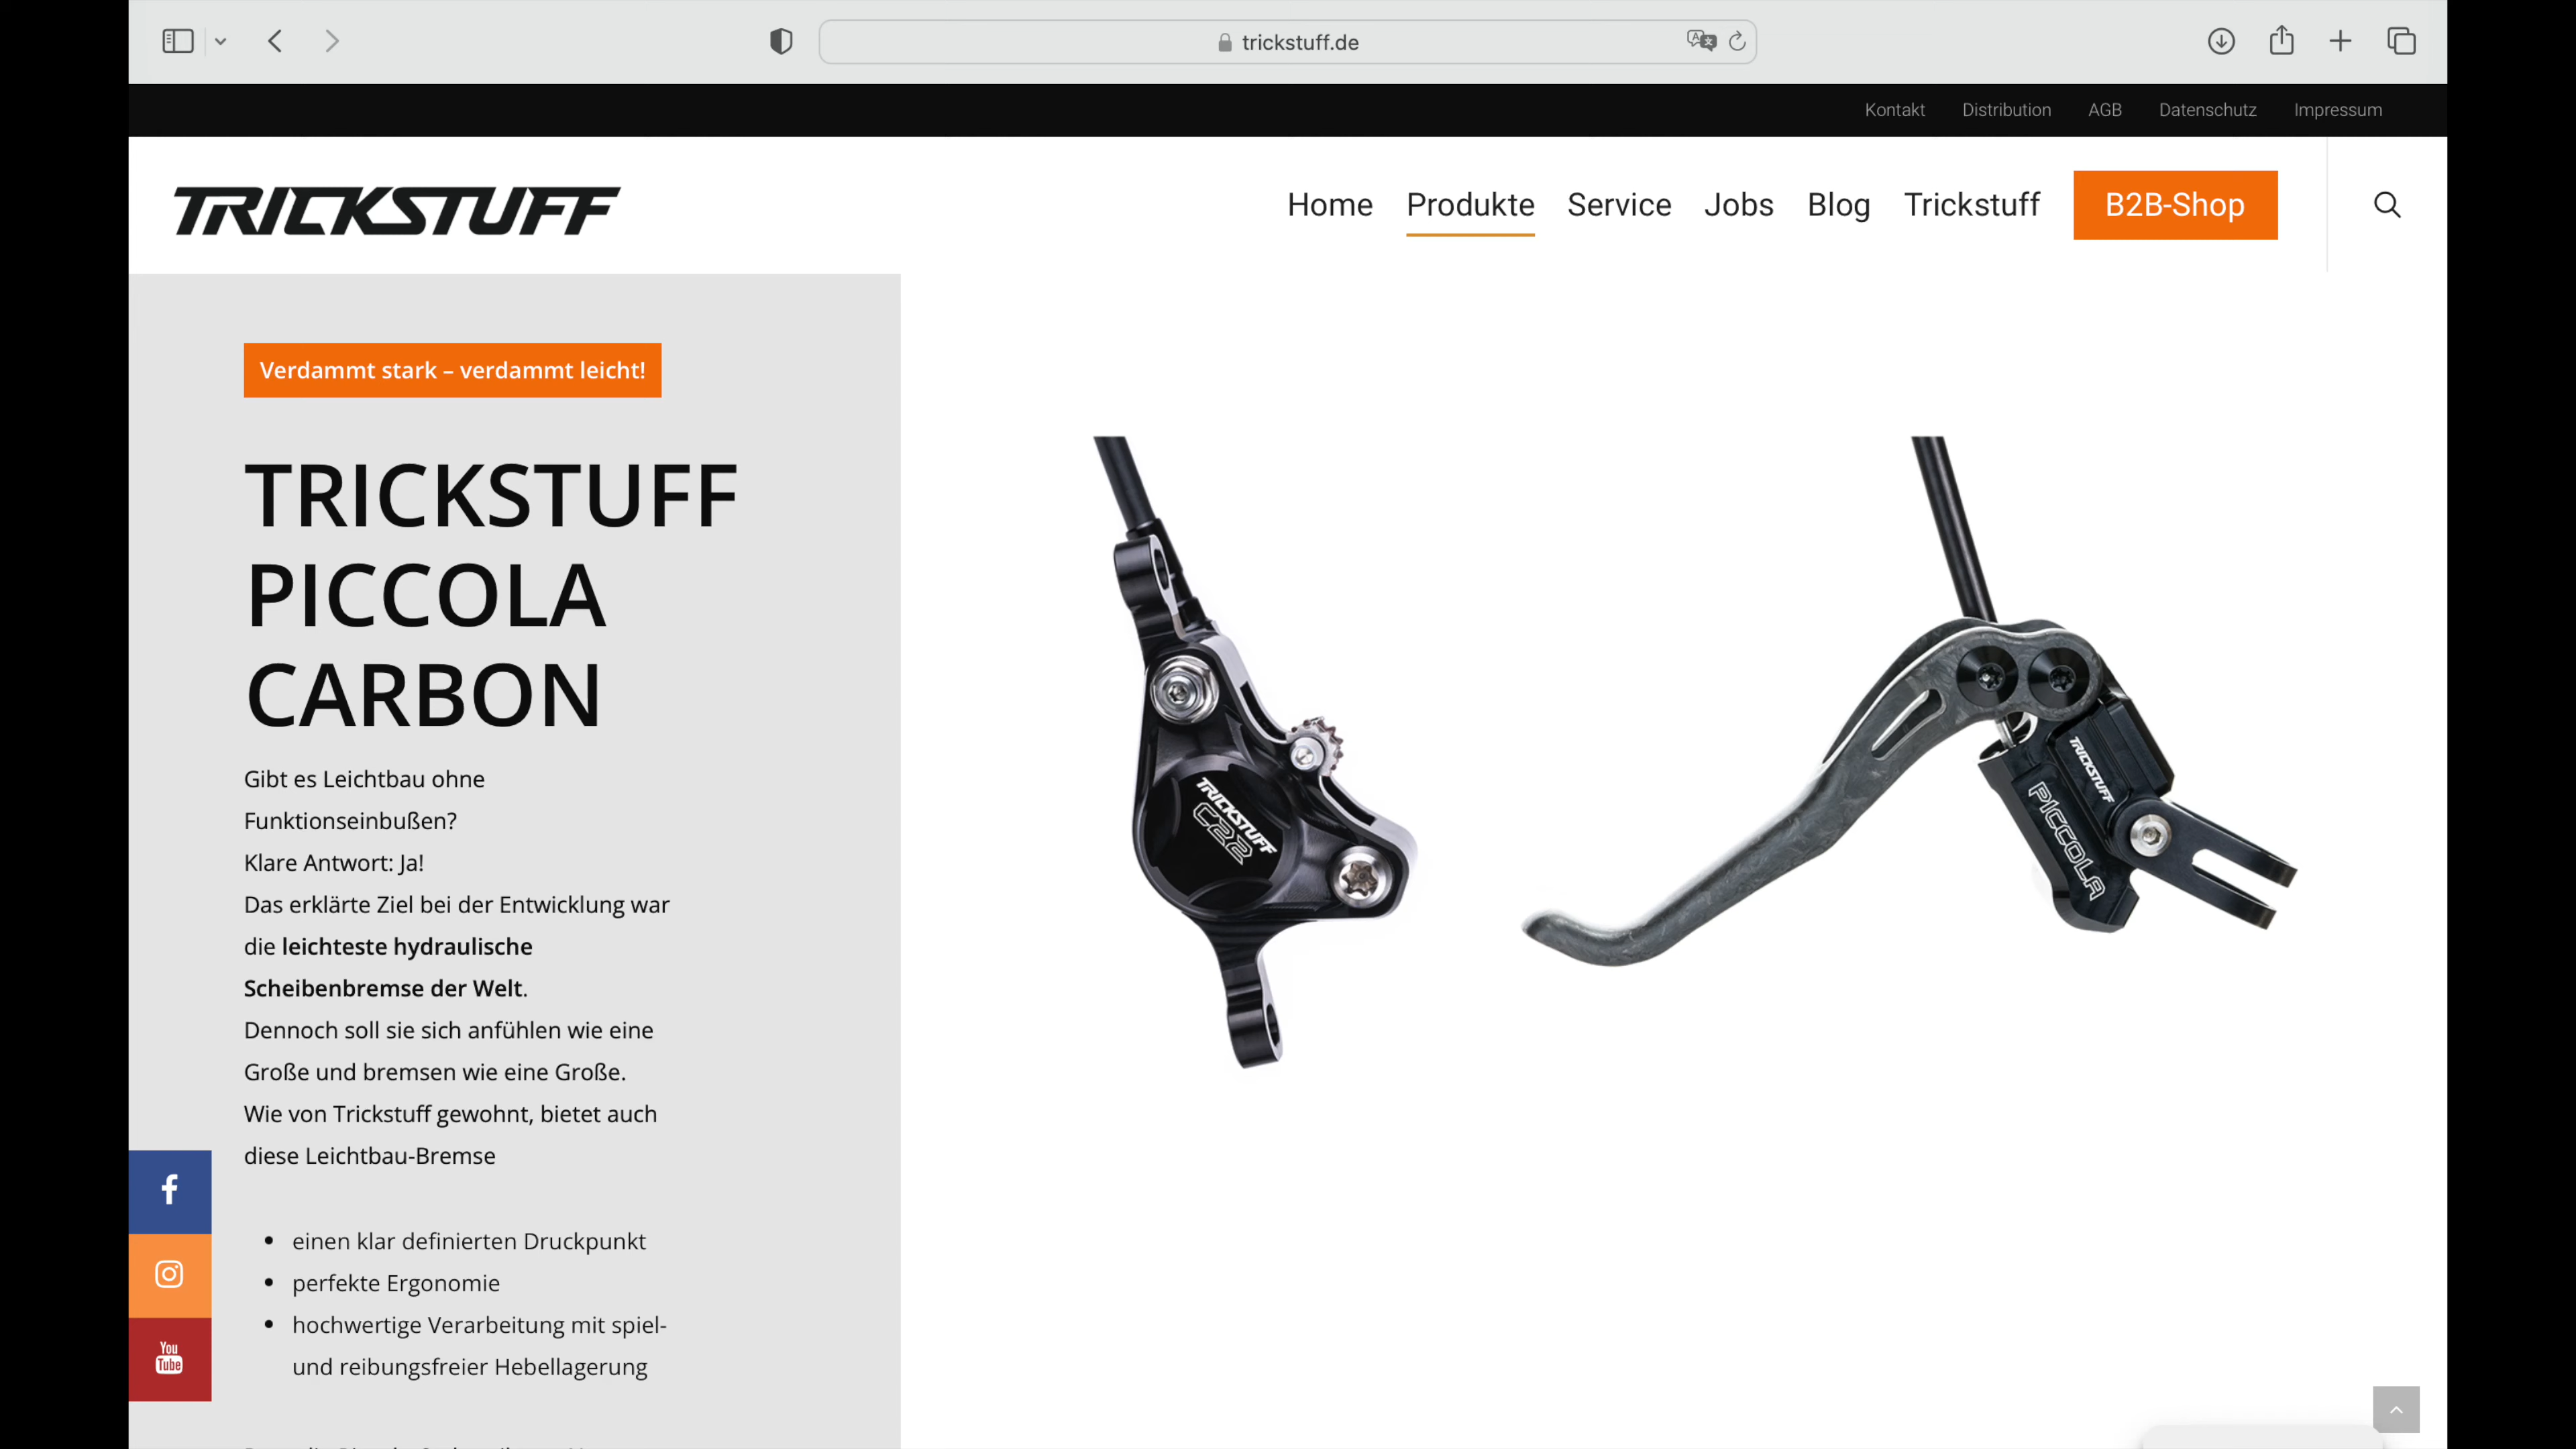 trickstuff.de
Kontakt Distribution AGB Datenschutz Impressum
TRICKSTUFF
Home Produkte Service Jobs Blog Trickstuff B2B-Shop
Verdammt stark – verdammt leicht!
TRICKSTUFF
PICCOLA
CARBON
Gibt es Leichtbau ohne
Funktionseinbußen?
Klare Antwort: Ja!
Das erklärte Ziel bei der Entwicklung war
die leichteste hydraulische
Scheibenbremse der Welt.
Dennoch soll sie sich anfühlen wie eine
Große und bremsen wie eine Große.
Wie von Trickstuff gewohnt, bietet auch
diese Leichtbau-Bremse
• einen klar definierten Druckpunkt
• perfekte Ergonomie
• hochwertige Verarbeitung mit spiel-
und reibungsfreier Hebellagerung
You
Tube
TRICKSTUFF
C22
TRICKSTUFF
PICCOLA